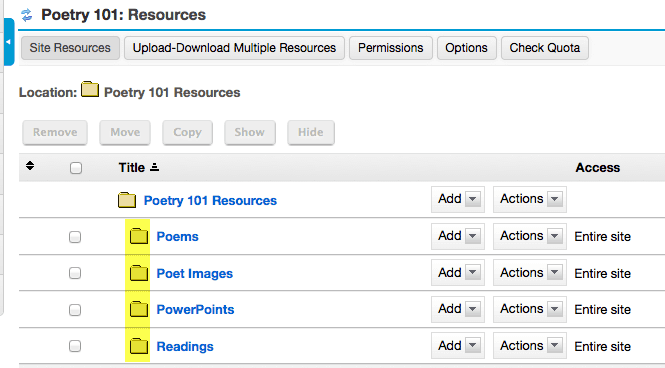 Poetry 101: Resources
Site Resources Upload-Download Multiple Resources Permissions Options Check Quota
Location: Poetry 101 Resources
Remove Move Copy Show Hide
Title Access
Poetry 101 Resources Add Actions
Poems Add Actions Entire site
Poet Images Add Actions Entire site
PowerPoints Add Actions Entire site
Readings Add Actions Entire site